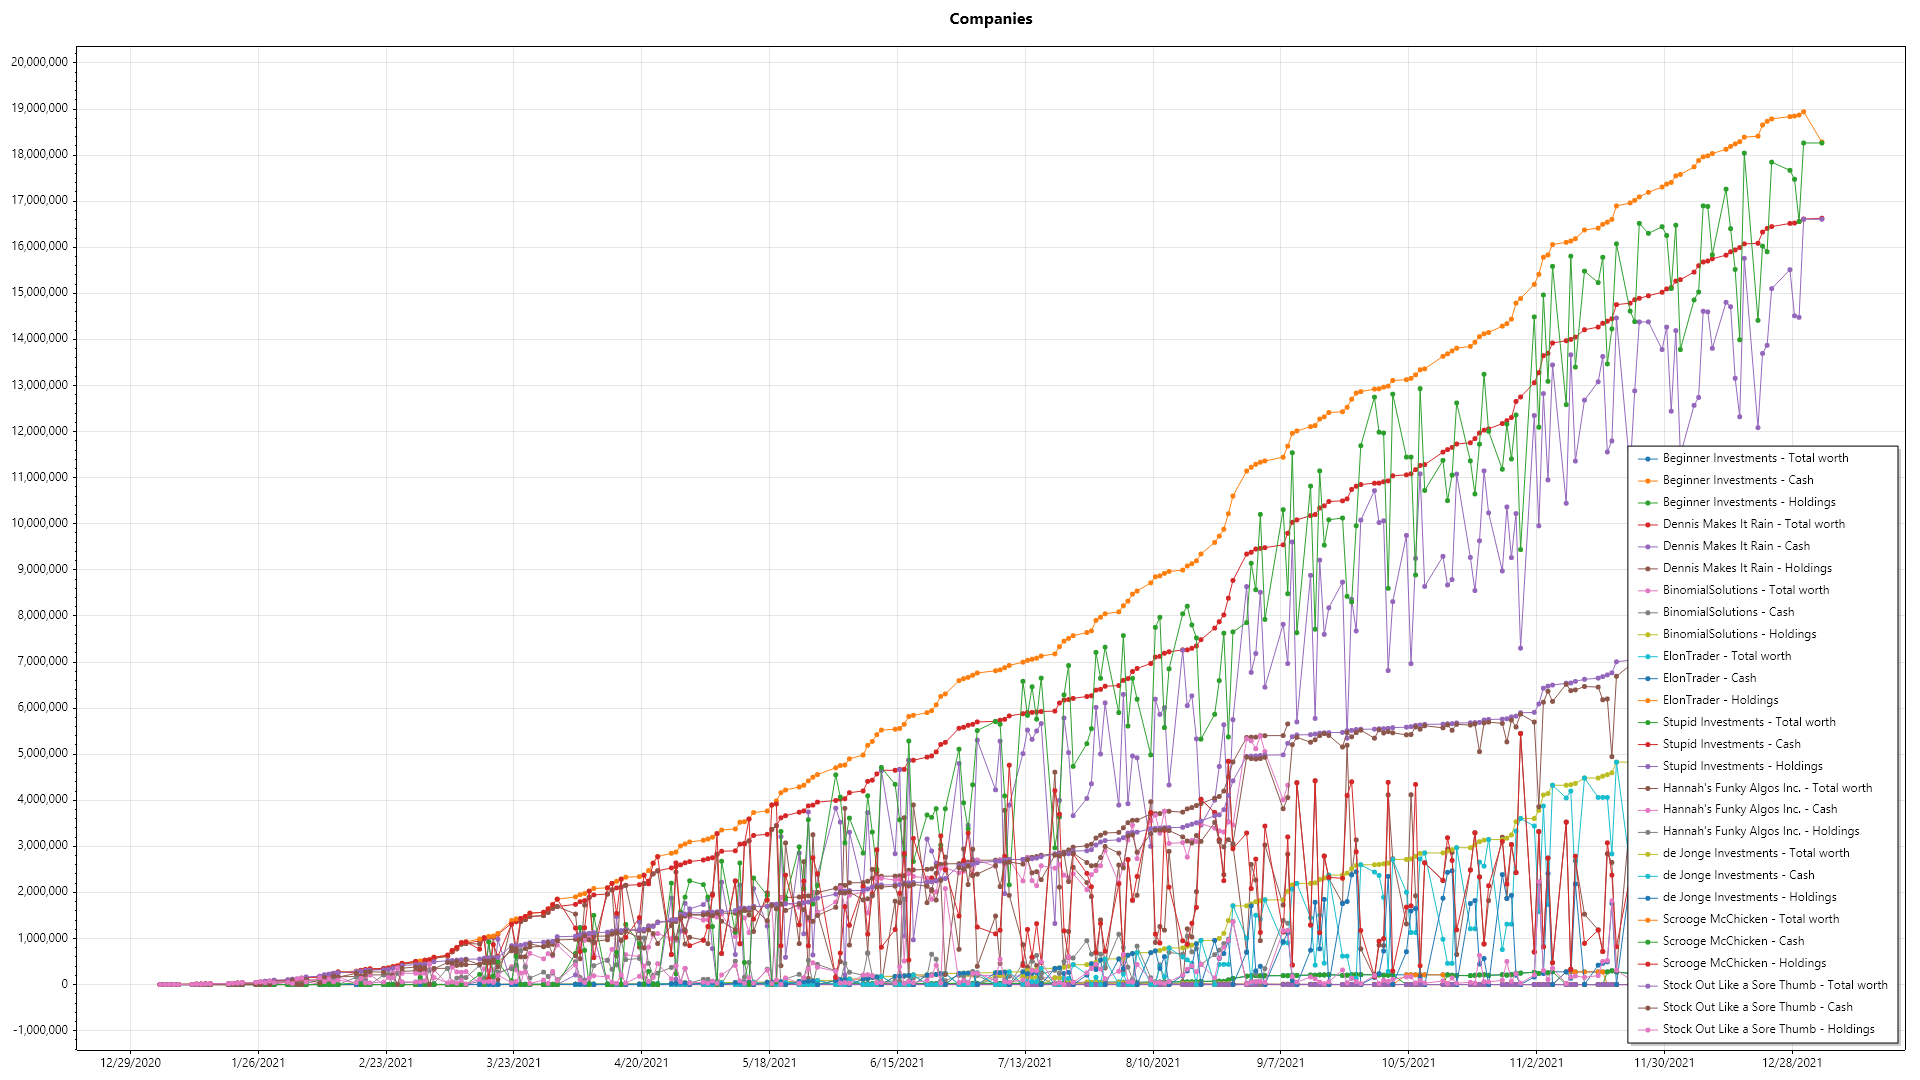 Companies
20,000,000
19,000,000
18,000,000
17,000,000
16,000,000
15,000,000
14,000,000
13,000,000
12,000,000
11,000,000
10,000,000
9,000,000
8,000,000
7,000,000
6,000,000
5,000,000
4,000,000
3,000,000
2,000,000
1,000,000
0
-1,000,000
Beginner Investments - Total worth
Beginner Investments - Cash
Beginner Investments - Holdings
Dennis Makes It Rain - Total worth
Dennis Makes It Rain - Cash
Dennis Makes It Rain - Holdings
BinomialSolutions - Total worth
BinomialSolutions - Cash
BinomialSolutions - Holdings
ElonTrader - Total worth
ElonTrader - Cash
ElonTrader - Holdings
Stupid Investments - Total worth
Stupid Investments - Cash
Stupid Investments - Holdings
Hannah's Funky Algos Inc. - Total worth
Hannah's Funky Algos Inc. - Cash
Hannah's Funky Algos Inc. - Holdings
de Jonge Investments - Total worth
de Jonge Investments - Cash
de Jonge Investments - Holdings
Scrooge McChicken - Total worth
Scrooge McChicken - Cash
Scrooge McChicken - Holdings
Stock Out Like a Sore Thumb - Total worth
Stock Out Like a Sore Thumb - Cash
Stock Out Like a Sore Thumb - Holdings
12/29/2020 1/26/2021 2/23/2021 3/23/2021 4/20/2021 5/18/2021 6/15/2021 7/13/2021 8/10/2021 9/7/2021 10/5/2021 11/2/2021 11/30/2021 12/28/2021